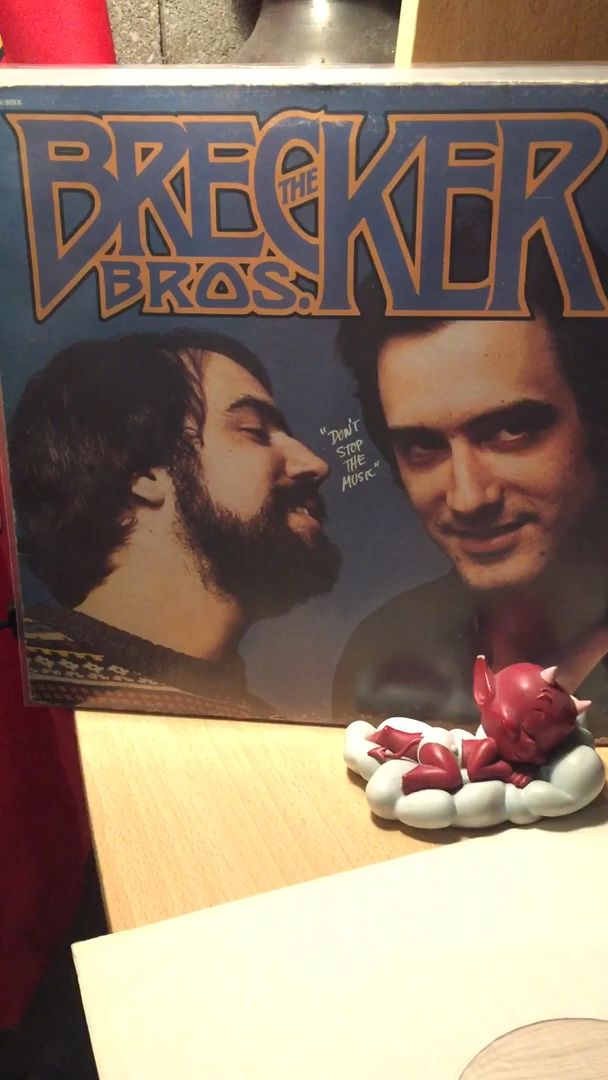 THE
BRECKER
BROS.
"DON'T
STOP
THE
MUSIC"